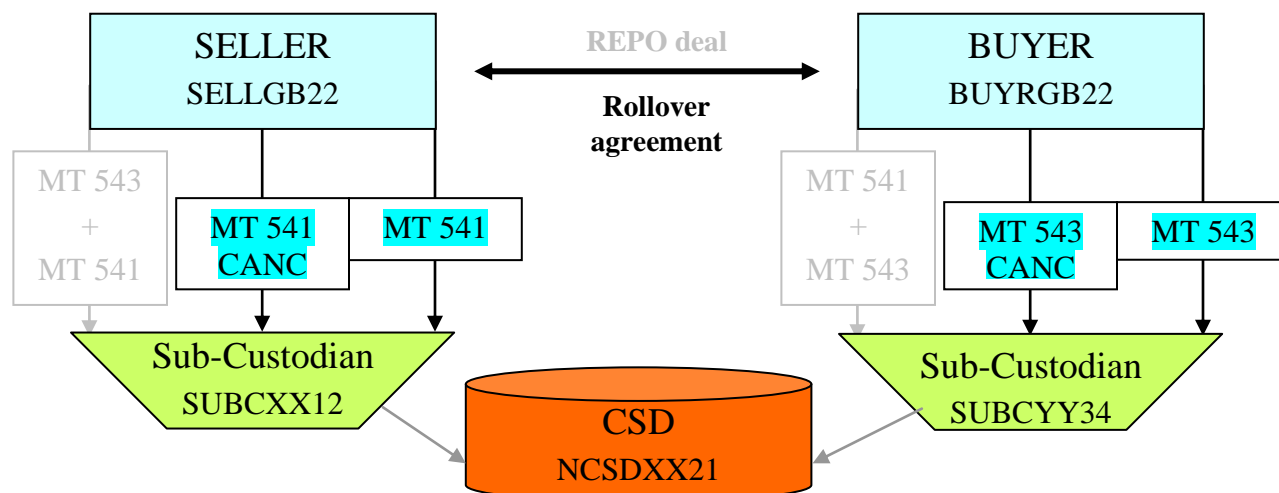 SELLER
SELLGB22
REPO deal
Rollover
agreement
BUYER
BUYRGB22
MT 543
+
MT 541
MT 541
CANC
MT 541
MT 541
+
MT 543
MT 543
CANC
MT 543
Sub-Custodian
SUBCXX12
CSD
NCSDXX21
Sub-Custodian
SUBCYY34